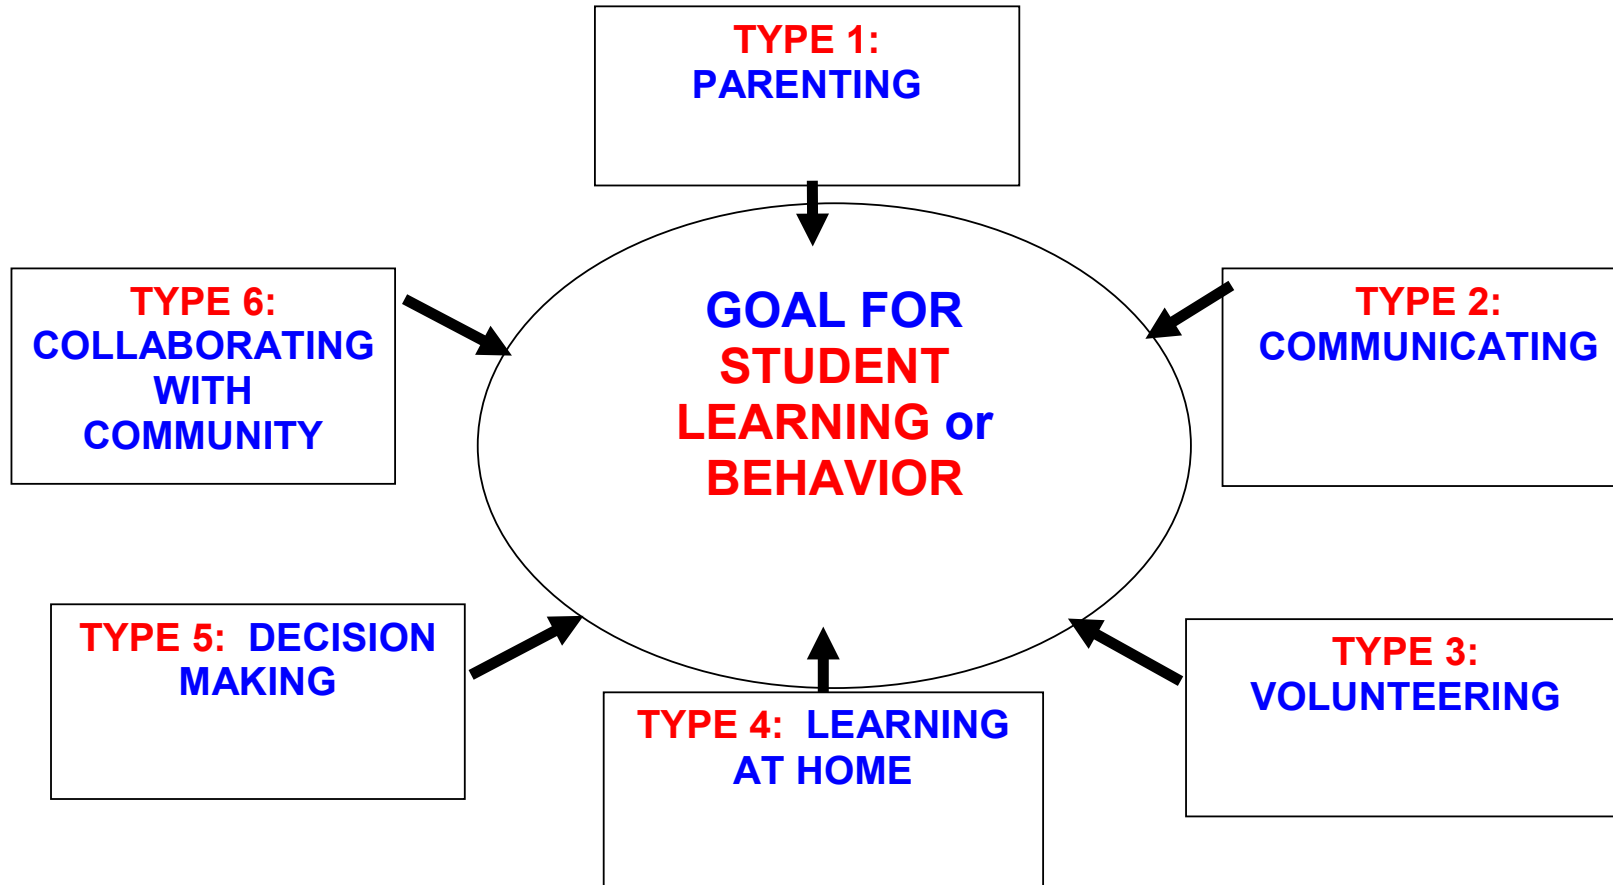 TYPE 1:
PARENTING
TYPE 6:
COLLABORATING
WITH
COMMUNITY
GOAL FOR
STUDENT
LEARNING or
BEHAVIOR
TYPE 2:
COMMUNICATING
TYPE 5: DECISION
MAKING
TYPE 4: LEARNING
AT HOME
TYPE 3:
VOLUNTEERING